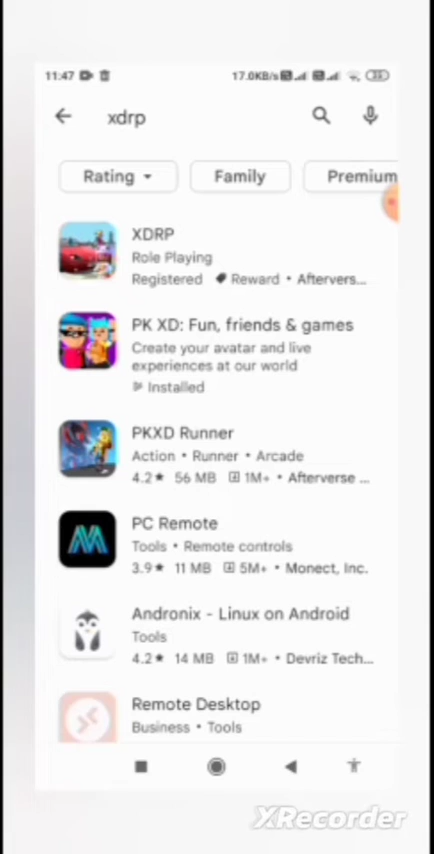 11:47 17.0KB/s
xdrp
Rating Family Premium
XDRP
Role Playing
Registered Reward • Aftervers...
PK XD: Fun, friends & games
Create your avatar and live
experiences at our world
Installed
PKXD Runner
Action • Runner • Arcade
4.2★ 56 MB 1M+ • Afterverse ...
PC Remote
Tools • Remote controls
3.9★ 11 MB 5M+ • Monect, Inc.
Andronix - Linux on Android
Tools
4.2★ 14 MB 1M+ • Devriz Tech...
Remote Desktop
Business • Tools
XRecorder